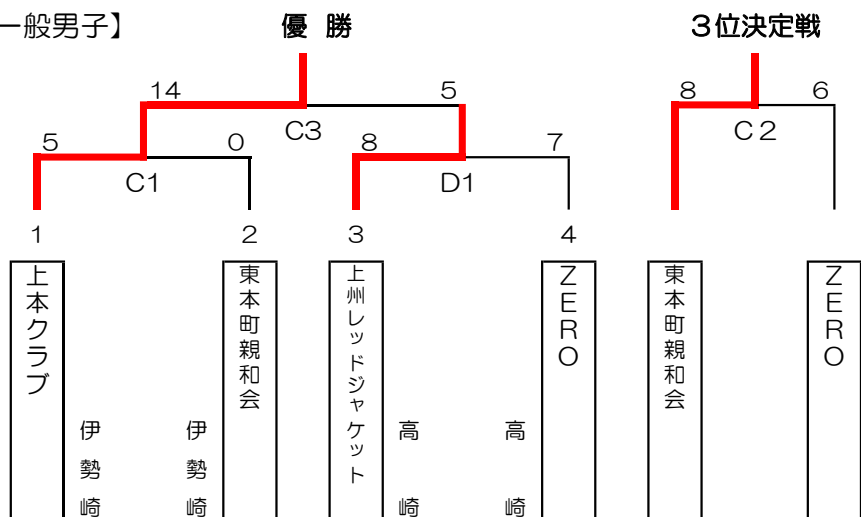 一般男子】
優 勝
3位決定戦
14
5
8
6
C3
C2
5
0
8
7
C1
D1
1
2
3
4
上本クラブ
伊勢崎
伊勢崎
東本町親和会
上州レッドジャケット
高崎
高崎
ZERO
東本町親和会
ZERO